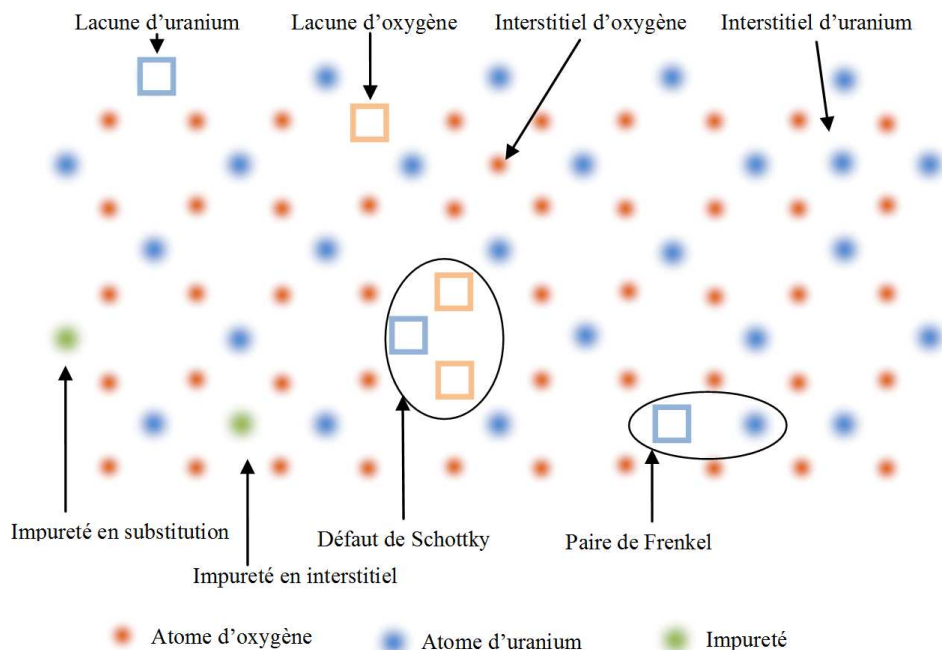 Lacune d'uranium
Lacune d'oxygène
Interstitiel d'oxygène
Interstitiel d'uranium
Impureté en substitution
Défaut de Schottky
Paire de Frenkel
Impureté en interstitiel
Atome d'oxygène
Atome d'uranium
Impureté